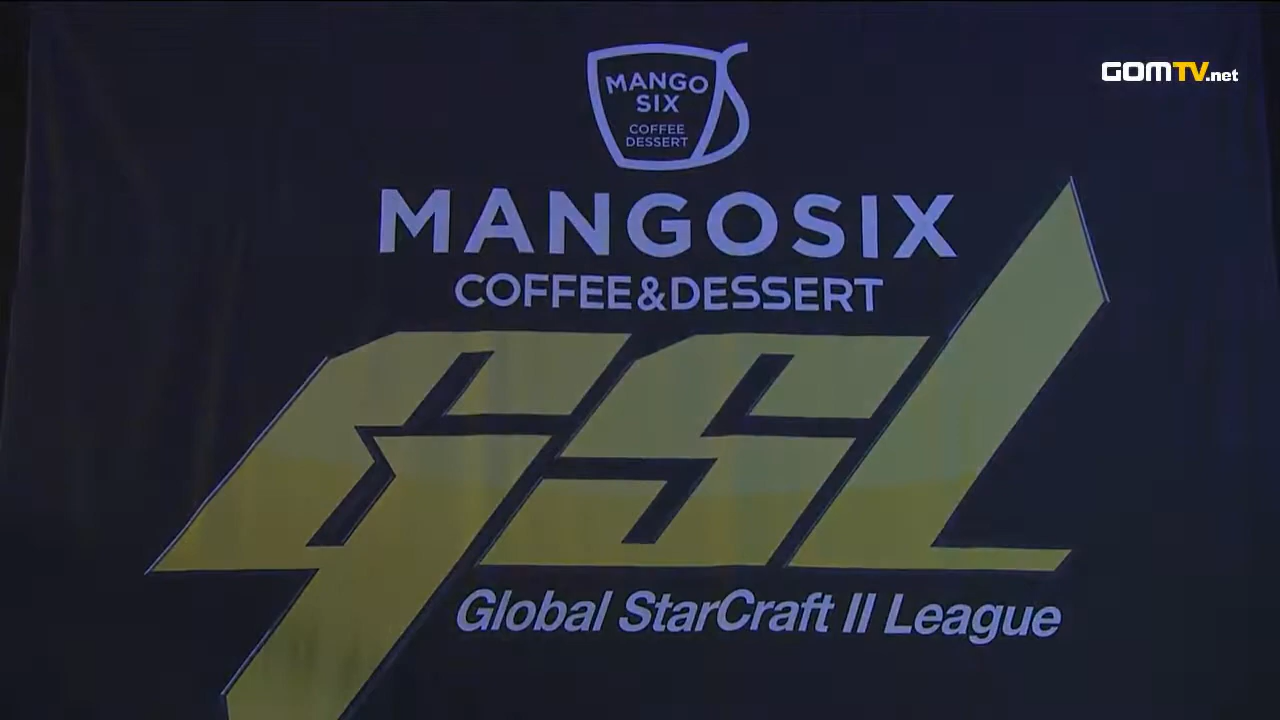 GOMTV.net
MANGO
SIX
COFFEE
DESSERT
MANGOSIX
COFFEE&DESSERT
GSL
Global StarCraft II League